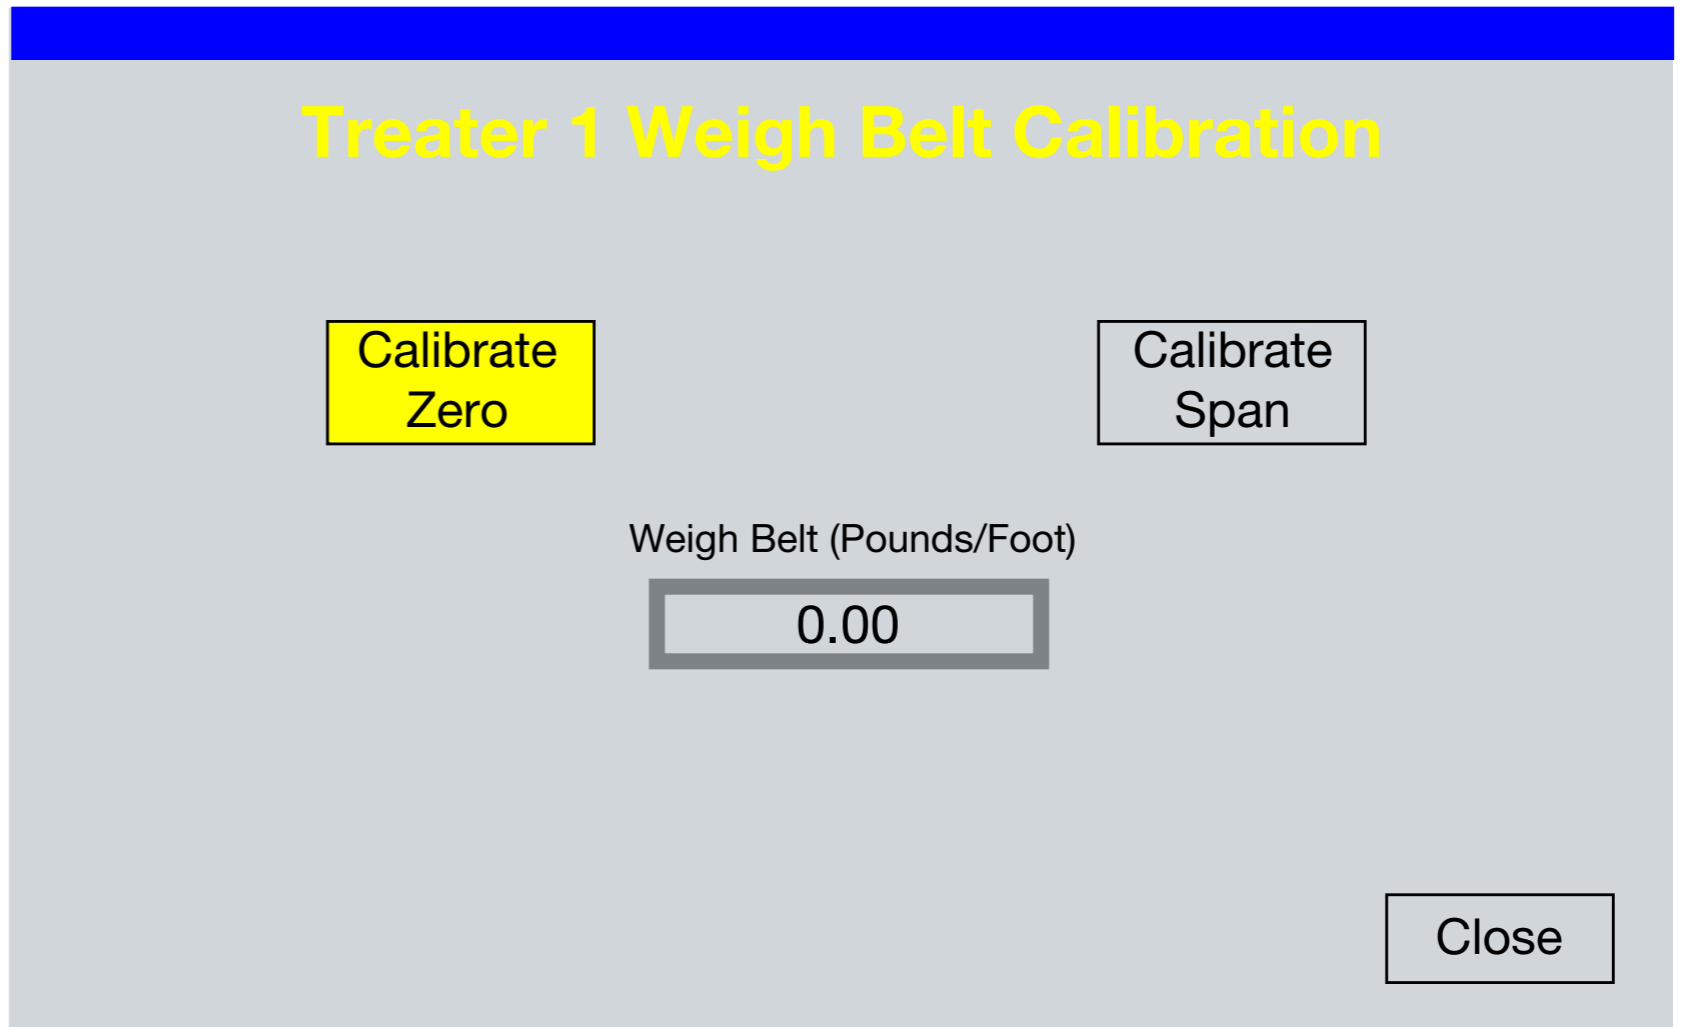 Treater 1 Weigh Belt Calibration
Calibrate
Zero
Calibrate
Span
Weigh Belt (Pounds/Foot)
0.00
Close